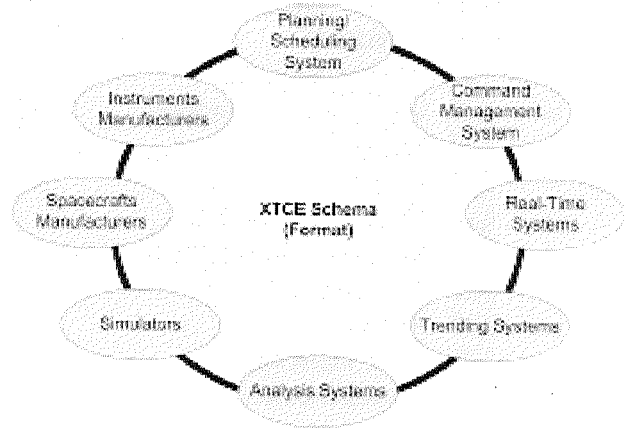 Planning/
Scheduling
System
Instruments
Manufacturers
Command
Management
System
Spacecrafts
Manufacturers
XTCE Schema
(Format)
Real-Time
Systems
Simulators
Trending Systems
Analysis Systems